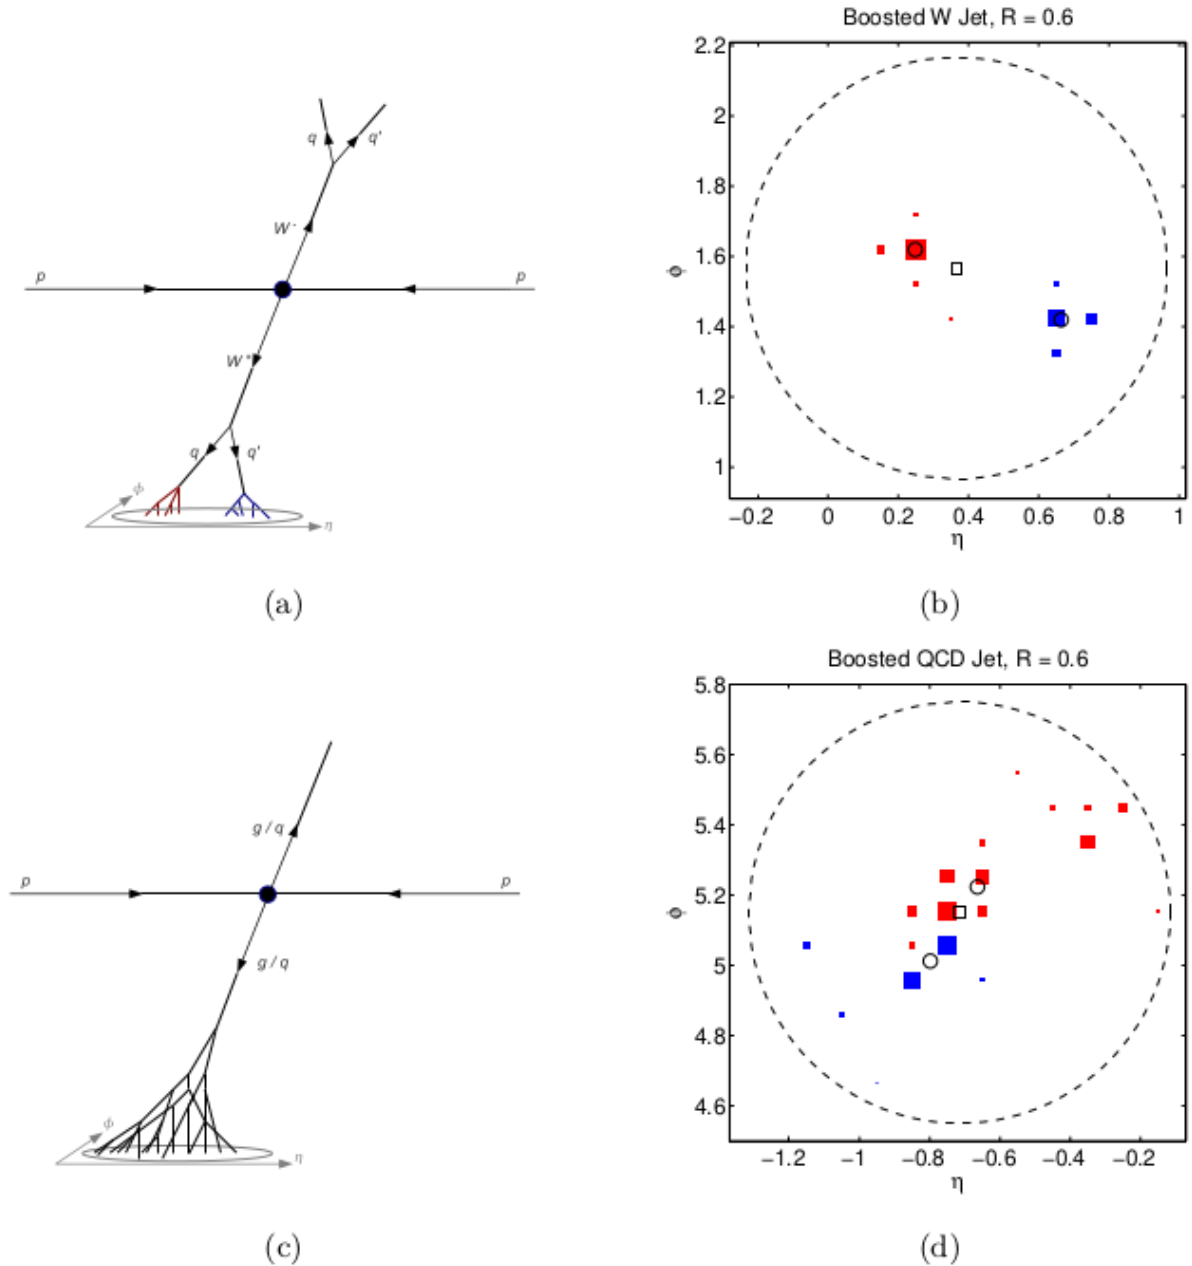 q q'
W -
p p
W +
q q'
ϕ
η
(a)
Boosted W Jet, R = 0.6
2.2
2
1.8
1.6
1.4
1.2
1
ϕ
−0.2 0 0.2 0.4 0.6 0.8 1
η
(b)
g / q
p p
g / q
ϕ
η
(c)
Boosted QCD Jet, R = 0.6
5.8
5.6
5.4
5.2
5
4.8
4.6
ϕ
−1.2 −1 −0.8 −0.6 −0.4 −0.2
η
(d)